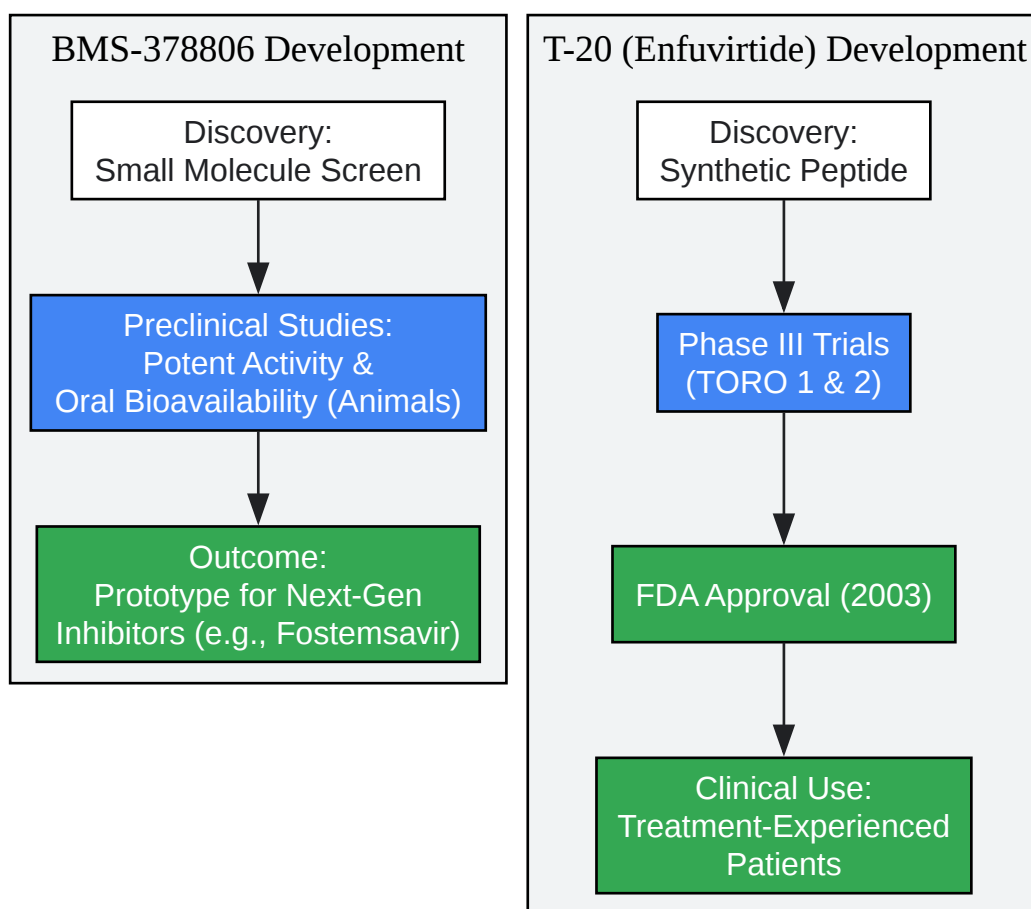 BMS-378806 Development
Discovery:
Small Molecule Screen
Preclinical Studies:
Potent Activity &
Oral Bioavailability (Animals)
Outcome:
Prototype for Next-Gen
Inhibitors (e.g., Fostemsavir)
T-20 (Enfuvirtide) Development
Discovery:
Synthetic Peptide
Phase III Trials
(TORO 1 & 2)
FDA Approval (2003)
Clinical Use:
Treatment-Experienced
Patients